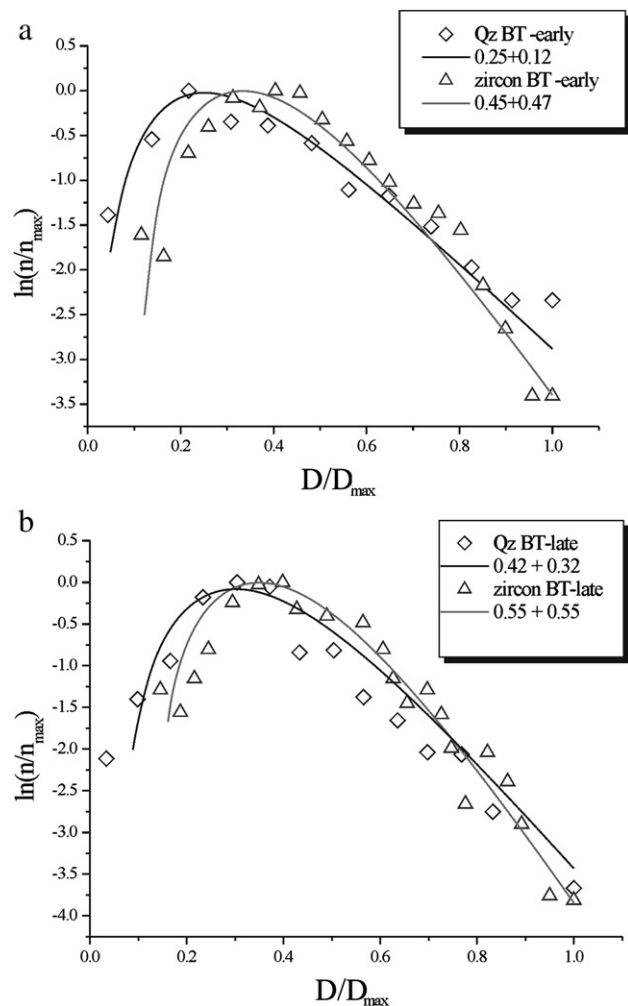 a
0.5
0.0
-0.5
-1.0
-1.5
-2.0
-2.5
-3.0
-3.5
ln(n/n_max)
Qz BT -early
0.25+0.12
zircon BT -early
0.45+0.47
0.0 0.2 0.4 0.6 0.8 1.0
D/D_max
b
0.5
0.0
-0.5
-1.0
-1.5
-2.0
-2.5
-3.0
-3.5
-4.0
ln(n/n_max)
Qz BT-late
0.42 + 0.32
zircon BT-late
0.55 + 0.55
0.0 0.2 0.4 0.6 0.8 1.0
D/D_max